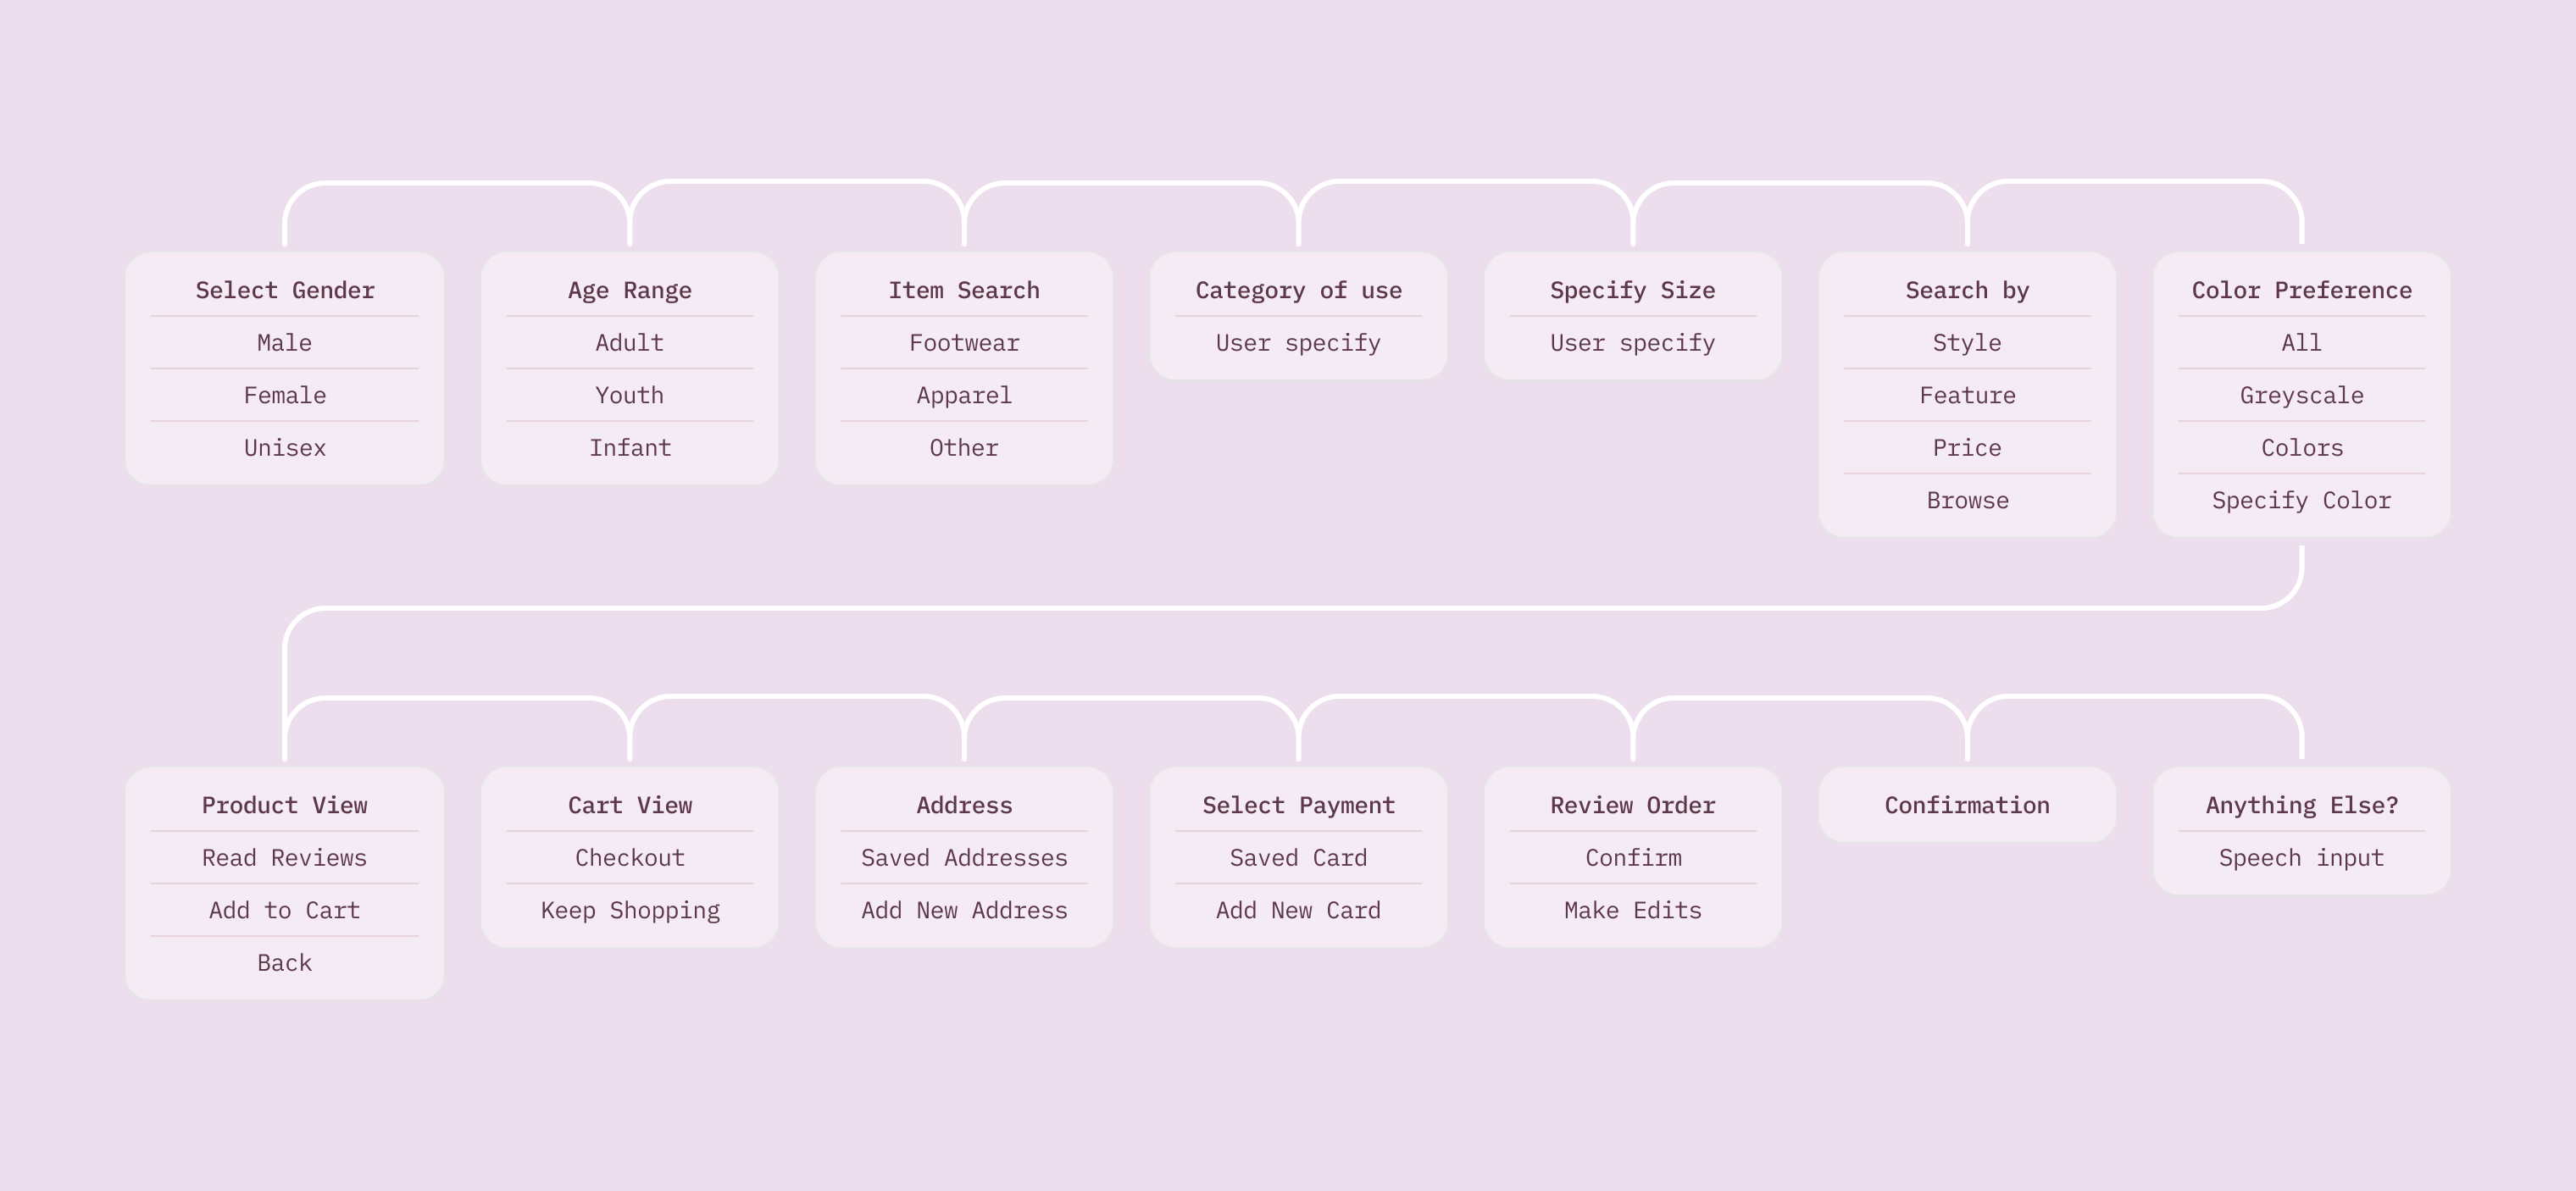 Select Gender
Male
Female
Unisex
Age Range
Adult
Youth
Infant
Item Search
Footwear
Apparel
Other
Category of use
User specify
Specify Size
User specify
Search by
Style
Feature
Price
Browse
Color Preference
All
Greyscale
Colors
Specify Color
Product View
Read Reviews
Add to Cart
Back
Cart View
Checkout
Keep Shopping
Address
Saved Addresses
Add New Address
Select Payment
Saved Card
Add New Card
Review Order
Confirm
Make Edits
Confirmation
Anything Else?
Speech input